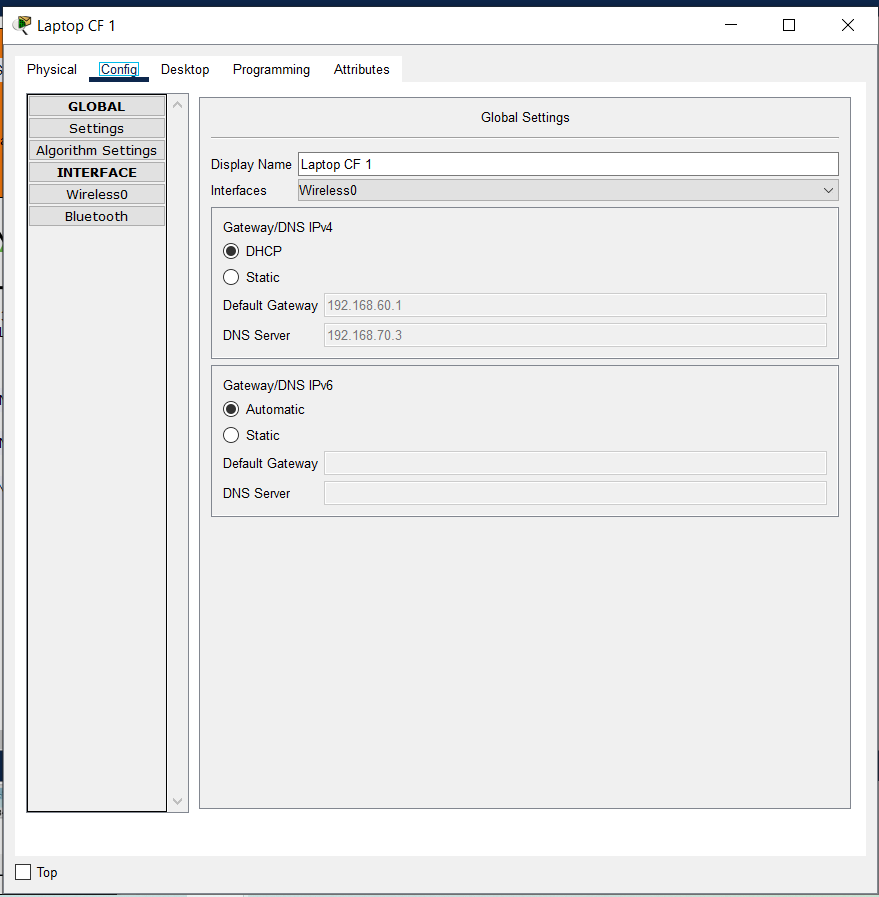 Laptop CF 1
Physical Config Desktop Programming Attributes
GLOBAL
Settings
Algorithm Settings
INTERFACE
Wireless0
Bluetooth
Global Settings
Display Name Laptop CF 1
Interfaces Wireless0
Gateway/DNS IPv4
DHCP
Static
Default Gateway 192.168.60.1
DNS Server 192.168.70.3
Gateway/DNS IPv6
Automatic
Static
Default Gateway
DNS Server
Top